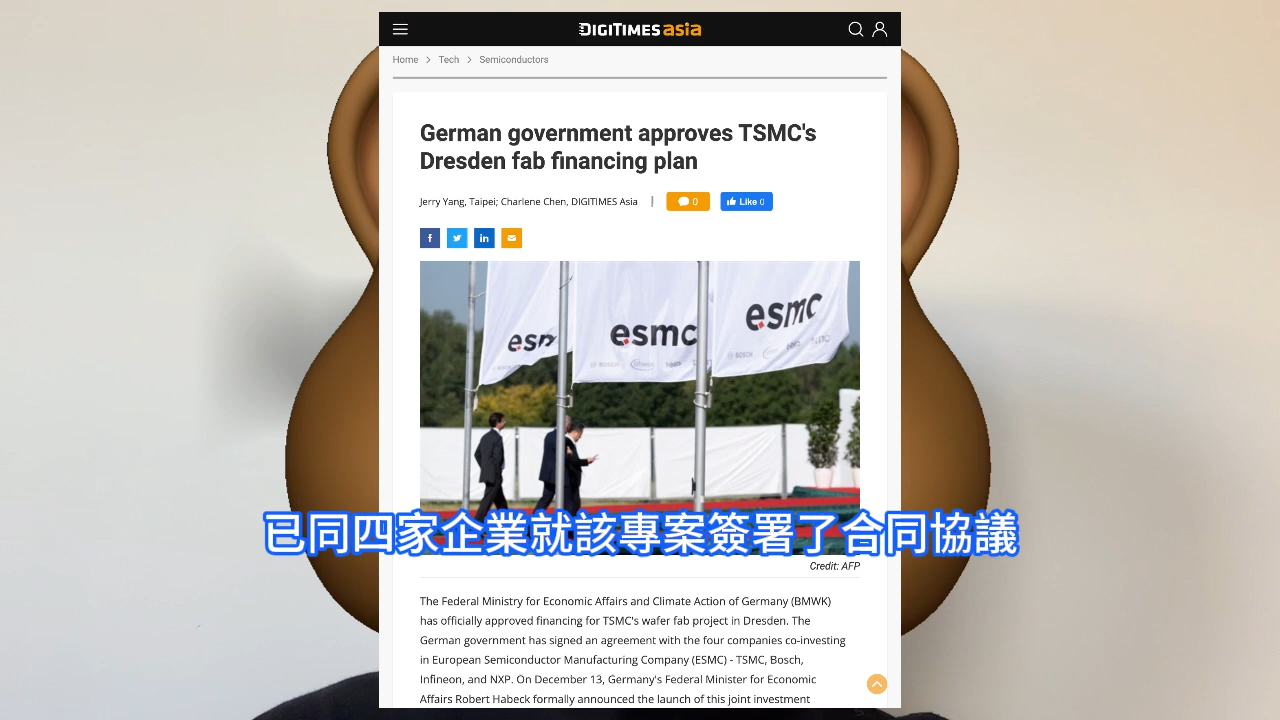 DIGITIMES asia
Home > Tech > Semiconductors
German government approves TSMC's
Dresden fab financing plan
Jerry Yang, Taipei; Charlene Chen, DIGITIMES Asia | 0 Like 0
esmc
esmc
esmc
BOSCH
BOSCH
已同四家企業就該專案簽署了合同協議
Credit: AFP
The Federal Ministry for Economic Affairs and Climate Action of Germany (BMWK)
has officially approved financing for TSMC's wafer fab project in Dresden. The
German government has signed an agreement with the four companies co-investing
in European Semiconductor Manufacturing Company (ESMC) - TSMC, Bosch,
Infineon, and NXP. On December 13, Germany's Federal Minister for Economic
Affairs Robert Habeck formally announced the launch of this joint investment